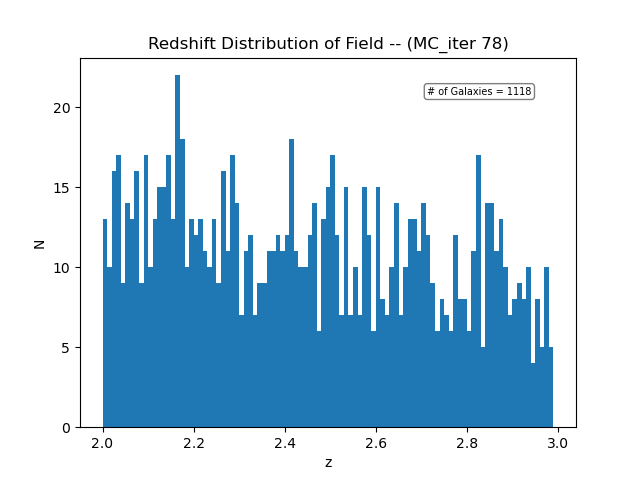 Redshift Distribution of Field -- (MC_iter 78)
# of Galaxies = 1118
20
15
10
5
0
N
2.0 2.2 2.4 2.6 2.8 3.0
z